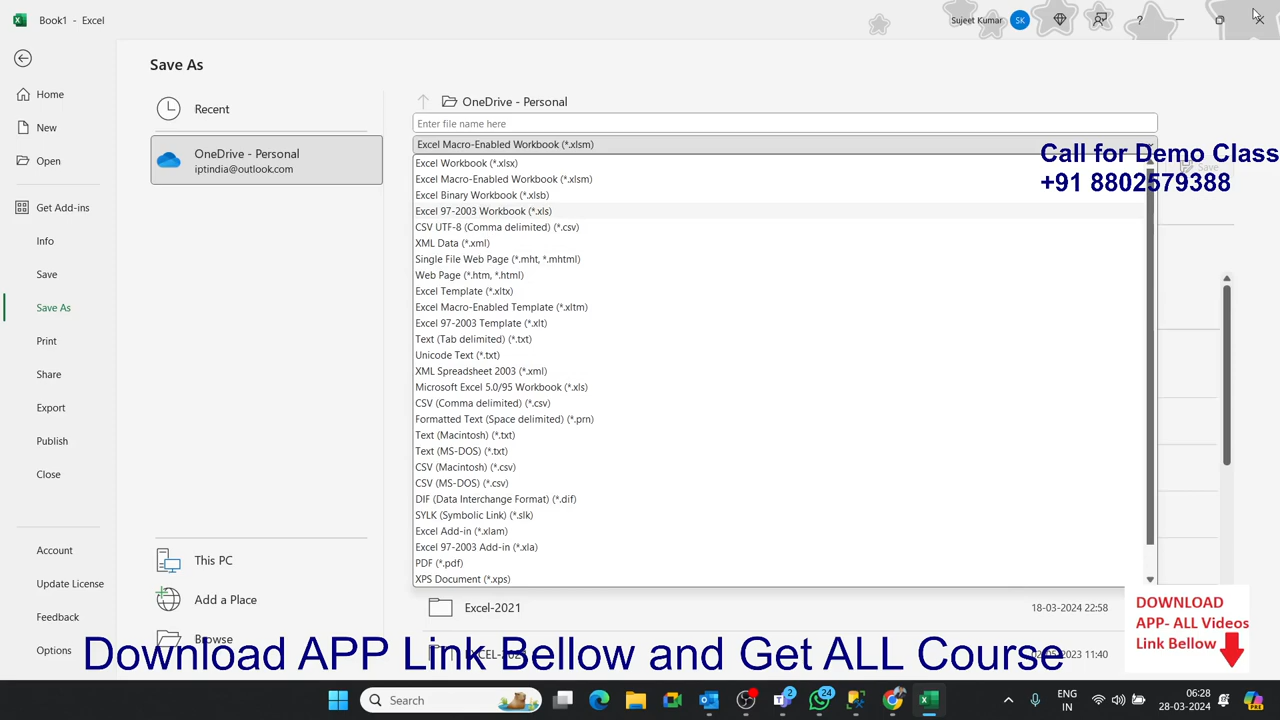 Book1 - Excel
Sujeet Kumar
SK
?
Save As
Home
New
Open
Get Add-ins
Info
Save
Save As
Print
Share
Export
Publish
Close
Account
Update License
Feedback
Options
Recent
OneDrive - Personal
iptindia@outlook.com
This PC
Add a Place
Browse
OneDrive - Personal
Enter file name here
Excel Macro-Enabled Workbook (*.xlsm)
Excel Workbook (*.xlsx)
Excel Macro-Enabled Workbook (*.xlsm)
Excel Binary Workbook (*.xlsb)
Excel 97-2003 Workbook (*.xls)
CSV UTF-8 (Comma delimited) (*.csv)
XML Data (*.xml)
Single File Web Page (*.mht, *.mhtml)
Web Page (*.htm, *.html)
Excel Template (*.xltx)
Excel Macro-Enabled Template (*.xltm)
Excel 97-2003 Template (*.xlt)
Text (Tab delimited) (*.txt)
Unicode Text (*.txt)
XML Spreadsheet 2003 (*.xml)
Microsoft Excel 5.0/95 Workbook (*.xls)
CSV (Comma delimited) (*.csv)
Formatted Text (Space delimited) (*.prn)
Text (Macintosh) (*.txt)
Text (MS-DOS) (*.txt)
CSV (Macintosh) (*.csv)
CSV (MS-DOS) (*.csv)
DIF (Data Interchange Format) (*.dif)
SYLK (Symbolic Link) (*.slk)
Excel Add-in (*.xlam)
Excel 97-2003 Add-in (*.xla)
PDF (*.pdf)
XPS Document (*.xps)
Save
Call for Demo Class
+91 8802579388
Excel-2021 18-03-2024 22:58
11:40
DOWNLOAD
APP- ALL Videos
Link Bellow
Download APP Link Bellow and Get ALL Course
Search
2
24
ENG
IN
06:28
28-03-2024